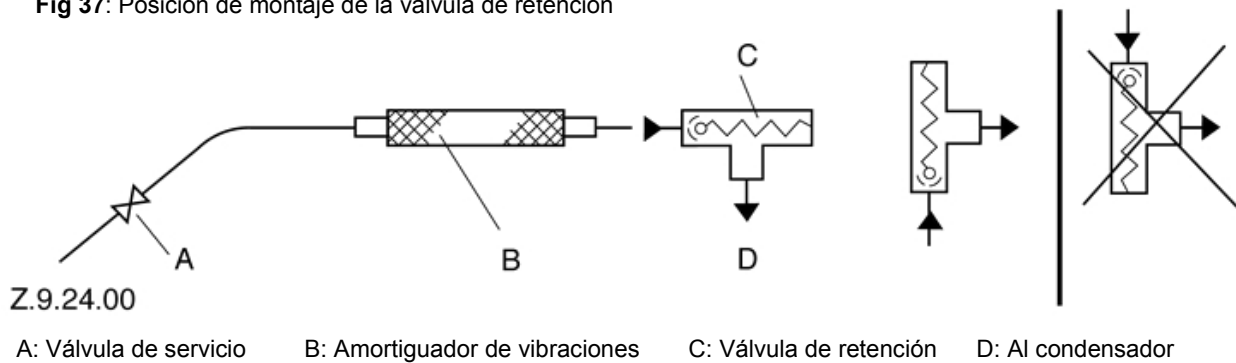 Fig 37: Posición de montaje de la válvula de retención
C
A
B
D
Z.9.24.00
A: Válvula de servicio B: Amortiguador de vibraciones C: Válvula de retención D: Al condensador